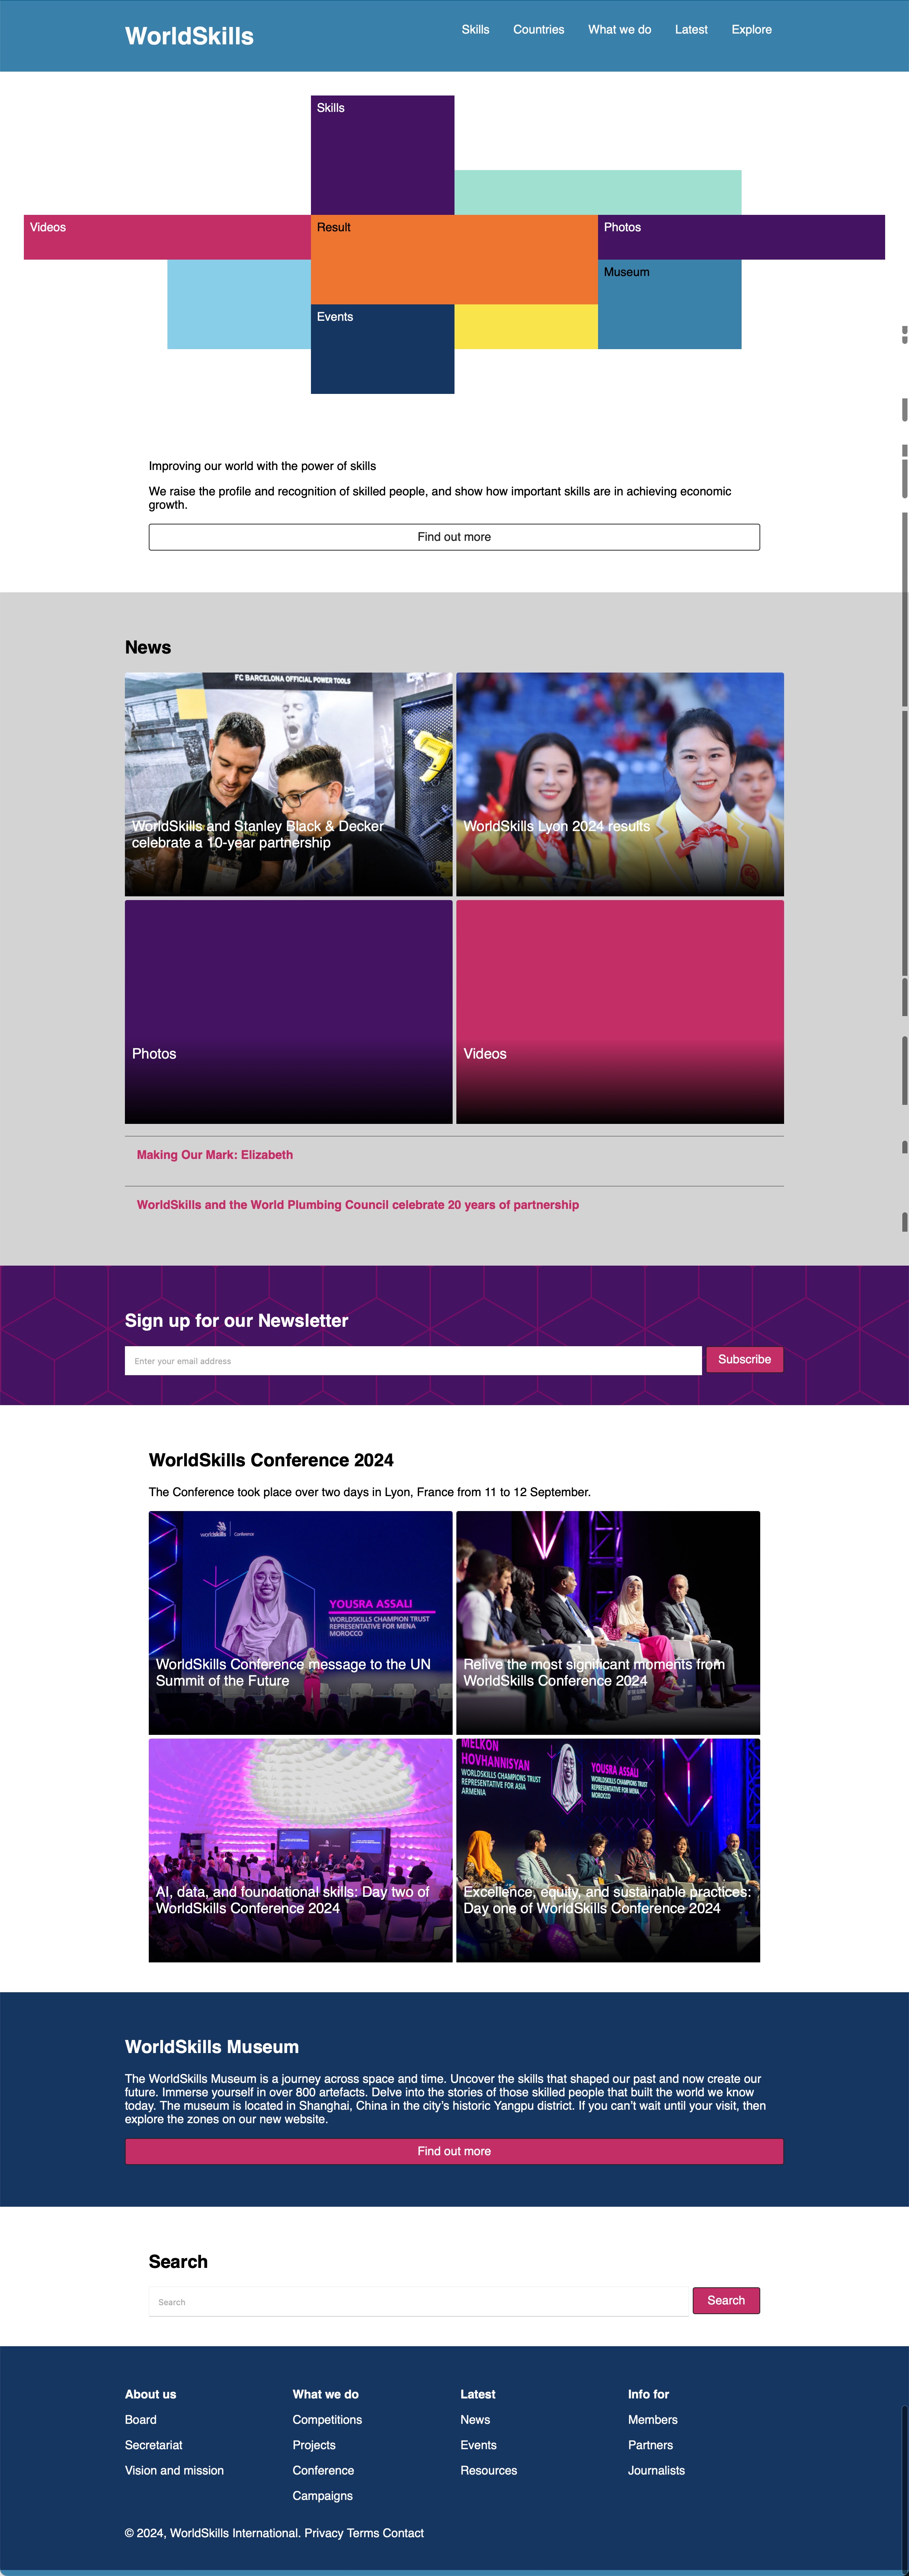 WorldSkills
Skills
Countries
What we do
Latest
Explore
Skills
Videos
Result
Photos
Museum
Events
Improving our world with the power of skills
We raise the profile and recognition of skilled people, and show how important skills are in achieving economic
growth.
Find out more
News
FC BARCELONA OFFICIAL POWER TOOLS
WorldSkills and Stanley Black & Decker
celebrate a 10-year partnership
WorldSkills Lyon 2024 results
Photos
Videos
Making Our Mark: Elizabeth
WorldSkills and the World Plumbing Council celebrate 20 years of partnership
Sign up for our Newsletter
Enter your email address
Subscribe
WorldSkills Conference 2024
The Conference took place over two days in Lyon, France from 11 to 12 September.
worldskills Conference
YOUSRA ASSALI
WORLDSKILLS CHAMPION TRUST
REPRESENTATIVE FOR MENA
MOROCCO
WorldSkills Conference message to the UN
Summit of the Future
Relive the most significant moments from
WorldSkills Conference 2024
AI, data, and foundational skills: Day two of
WorldSkills Conference 2024
MELKON
HOVHANNISYAN
WORLDSKILLS CHAMPIONS TRUST
REPRESENTATIVE FOR ASIA
ARMENIA
YOUSRA ASSALI
WORLDSKILLS CHAMPIONS TRUST
REPRESENTATIVE FOR MENA
MOROCCO
Excellence, equity, and sustainable practices:
Day one of WorldSkills Conference 2024
WorldSkills Museum
The WorldSkills Museum is a journey across space and time. Uncover the skills that shaped our past and now create our
future. Immerse yourself in over 800 artefacts. Delve into the stories of those skilled people that built the world we know
today. The museum is located in Shanghai, China in the city’s historic Yangpu district. If you can’t wait until your visit, then
explore the zones on our new website.
Find out more
Search
Search
Search
About us
Board
Secretariat
Vision and mission
What we do
Competitions
Projects
Conference
Campaigns
Latest
News
Events
Resources
Info for
Members
Partners
Journalists
© 2024, WorldSkills International. Privacy Terms Contact